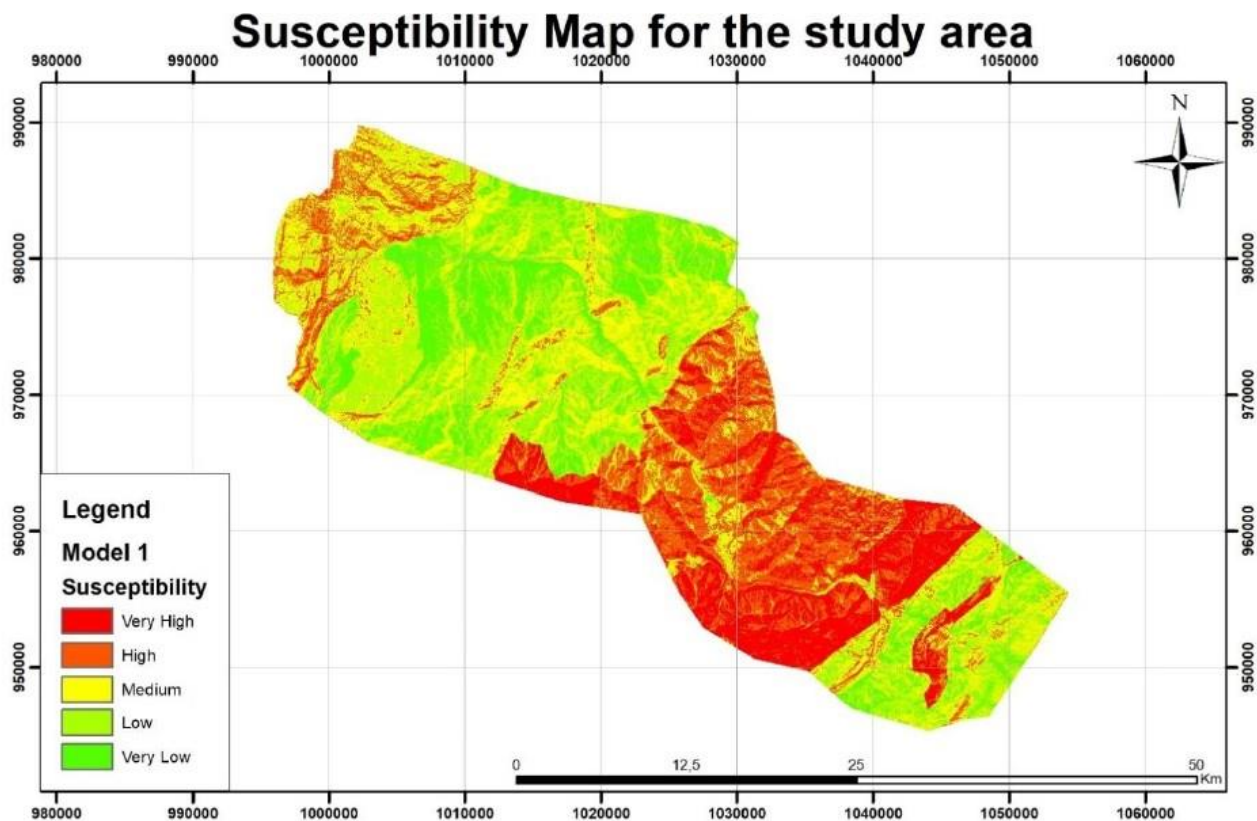 Susceptibility Map for the study area
980000 990000 1000000 1010000 1020000 1030000 1040000 1050000 1060000
N
990000 990000
980000 980000
970000 970000
960000 960000
950000 950000
Legend
Model 1
Susceptibility
Very High
High
Medium
Low
Very Low
0 12,5 25 50
Km
980000 990000 1000000 1010000 1020000 1030000 1040000 1050000 1060000